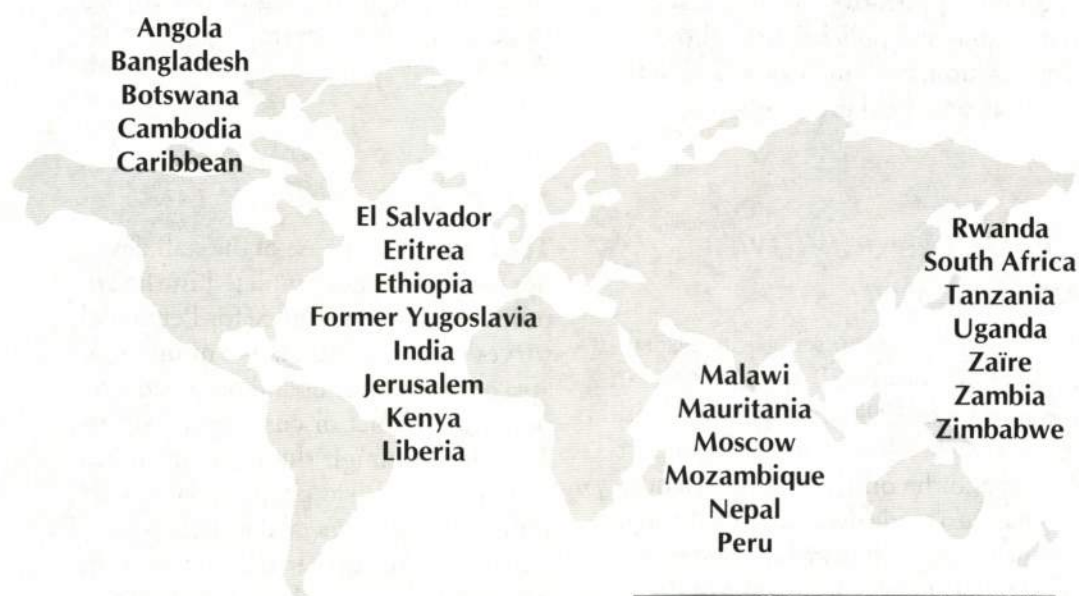 Angola
Bangladesh
Botswana
Cambodia
Caribbean
El Salvador
Eritrea
Ethiopia
Former Yugoslavia
India
Jerusalem
Kenya
Liberia
Malawi
Mauritania
Moscow
Mozambique
Nepal
Peru
Rwanda
South Africa
Tanzania
Uganda
Zaïre
Zambia
Zimbabwe